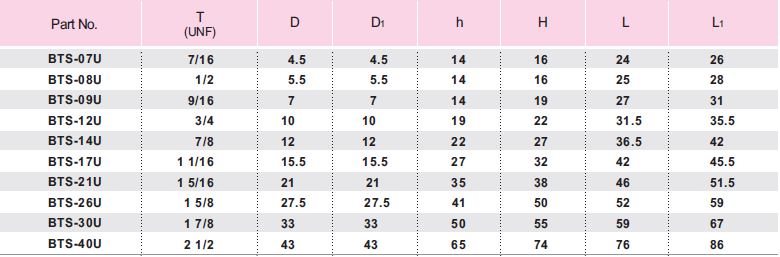 Part No. T (UNF) D D1 h H L L1
BTS-07U 7/16 4.5 4.5 14 16 24 26
BTS-08U 1/2 5.5 5.5 14 16 25 28
BTS-09U 9/16 7 7 14 19 27 31
BTS-12U 3/4 10 10 19 22 31.5 35.5
BTS-14U 7/8 12 12 22 27 36.5 42
BTS-17U 1 1/16 15.5 15.5 27 32 42 45.5
BTS-21U 1 5/16 21 21 35 38 46 51.5
BTS-26U 1 5/8 27.5 27.5 41 50 52 59
BTS-30U 1 7/8 33 33 50 55 59 67
BTS-40U 2 1/2 43 43 65 74 76 86